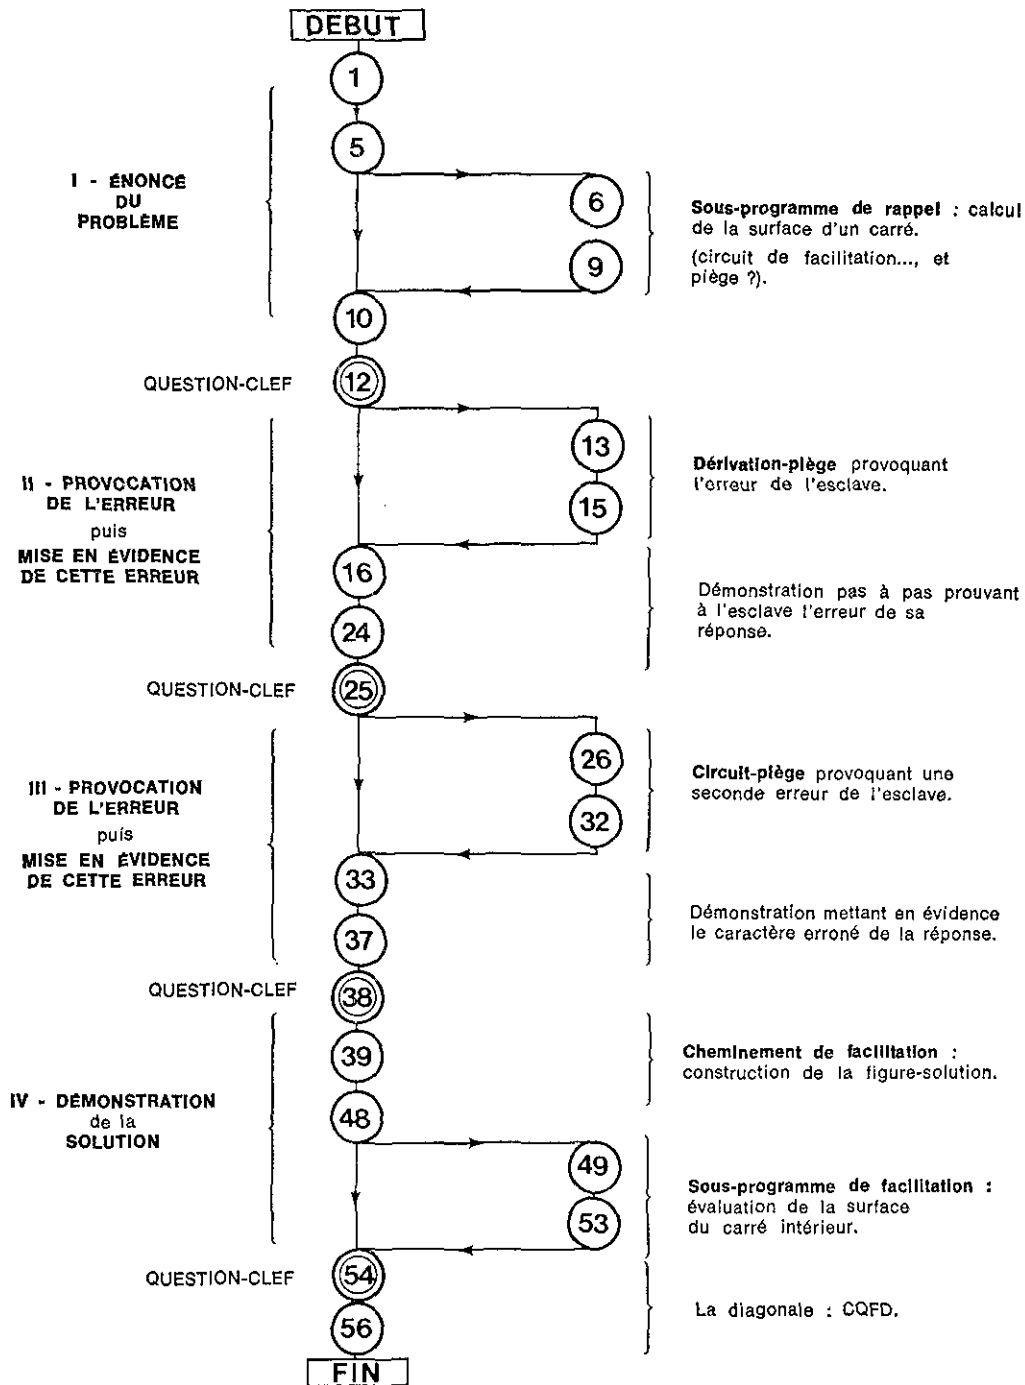 DEBUT
1
5
I - ÉNONCÉ
DU
PROBLÈME
6
9
Sous-programme de rappel : calcul
de la surface d'un carré.
(circuit de facilitation..., et
piège ?).
10
QUESTION-CLEF
12
II - PROVOCATION
DE L'ERREUR
puis
MISE EN ÉVIDENCE
DE CETTE ERREUR
13
15
Dérivation-piège provoquant
l'erreur de l'esclave.
16
24
Démonstration pas à pas prouvant
à l'esclave l'erreur de sa
réponse.
QUESTION-CLEF
25
III - PROVOCATION
DE L'ERREUR
puis
MISE EN ÉVIDENCE
DE CETTE ERREUR
26
32
Circuit-piège provoquant une
seconde erreur de l'esclave.
33
37
Démonstration mettant en évidence
le caractère erroné de la réponse.
QUESTION-CLEF
38
39
48
Cheminement de facilitation :
construction de la figure-solution.
IV - DÉMONSTRATION
de la
SOLUTION
49
53
Sous-programme de facilitation :
évaluation de la surface
du carré intérieur.
QUESTION-CLEF
54
56
La diagonale : CQFD.
FIN